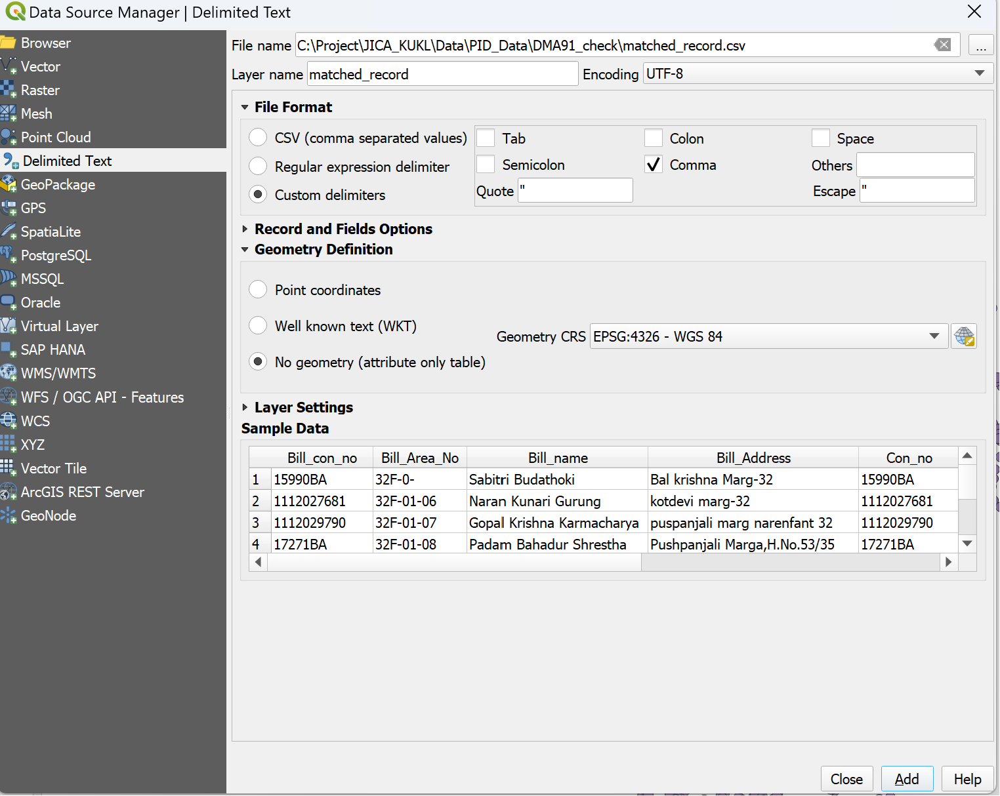 Data Source Manager | Delimited Text
Browser
Vector
Raster
Mesh
Point Cloud
Delimited Text
GeoPackage
GPS
SpatiaLite
PostgreSQL
MSSQL
Oracle
Virtual Layer
SAP HANA
WMS/WMTS
WFS / OGC API - Features
WCS
XYZ
Vector Tile
ArcGIS REST Server
GeoNode
File name C:\Project\JICA_KUKL\Data\PID_Data\DMA91_check\matched_record.csv ...
Layer name matched_record Encoding UTF-8
File Format
CSV (comma separated values) Tab Colon Space
Regular expression delimiter Semicolon Comma Others
Custom delimiters Quote " Escape "
Record and Fields Options
Geometry Definition
Point coordinates
Well known text (WKT)
Geometry CRS EPSG:4326 - WGS 84
No geometry (attribute only table)
Layer Settings
Sample Data
Bill_con_no Bill_Area_No Bill_name Bill_Address Con_no
1 15990BA 32F-0- Sabitri Budathoki Bal krishna Marg-32 15990BA
2 1112027681 32F-01-06 Naran Kunari Gurung kotdevi marg-32 1112027681
3 1112029790 32F-01-07 Gopal Krishna Karmacharya puspanjali marg narenfant 32 1112029790
4 17271BA 32F-01-08 Padam Bahadur Shrestha Pushpanjali Marga,H.No.53/35 17271BA
Close Add Help